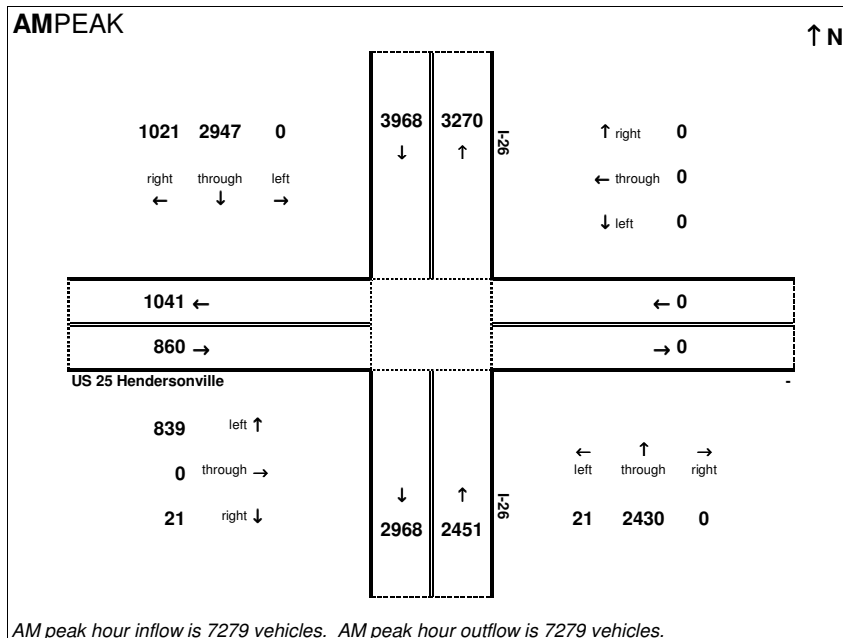 AMPEAK
↑ N
1021 2947 0
right through left
← ↓ →
3968 3270
↓ ↑
I-26
↑ right 0
← through 0
↓ left 0
1041 ←
← 0
860 →
→ 0
US 25 Hendersonville
-
839 left ↑
0 through →
21 right ↓
↓ ↑
2968 2451
I-26
← ↑ →
left through right
21 2430 0
AM peak hour inflow is 7279 vehicles. AM peak hour outflow is 7279 vehicles.